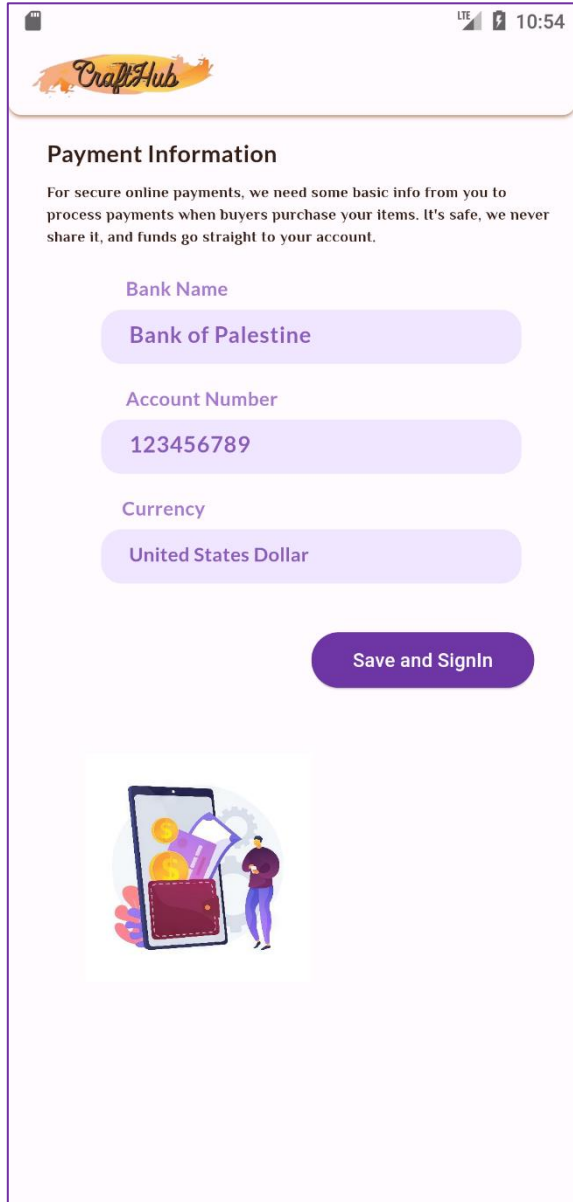 LTE 10:54
CraftHub
Payment Information
For secure online payments, we need some basic info from you to
process payments when buyers purchase your items. It's safe, we never
share it, and funds go straight to your account.
Bank Name
Bank of Palestine
Account Number
123456789
Currency
United States Dollar
Save and SignIn
$
$